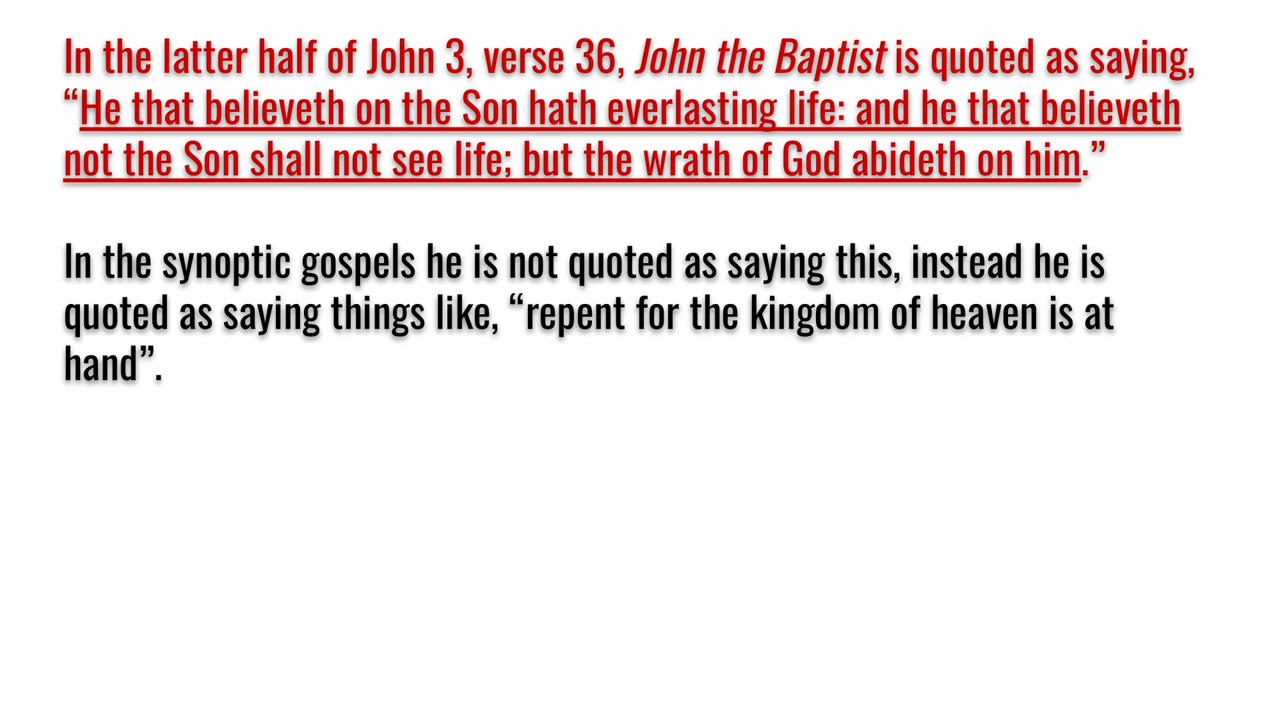 In the latter half of John 3, verse 36, John the Baptist is quoted as saying,
“He that believeth on the Son hath everlasting life: and he that believeth
not the Son shall not see life; but the wrath of God abideth on him.”
In the synoptic gospels he is not quoted as saying this, instead he is
quoted as saying things like, “repent for the kingdom of heaven is at
hand”.